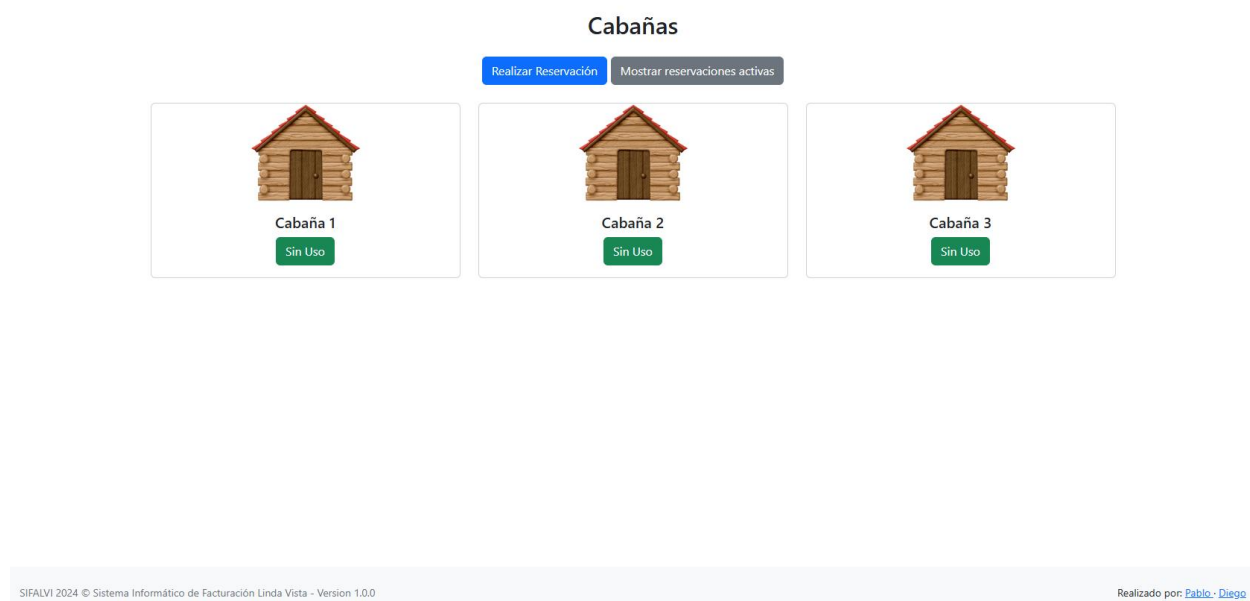 Cabañas
Realizar Reservación Mostrar reservaciones activas
Cabaña 1
Sin Uso
Cabaña 2
Sin Uso
Cabaña 3
Sin Uso
SIFALVI 2024 © Sistema Informático de Facturación Linda Vista - Version 1.0.0
Realizado por: Pablo · Diego